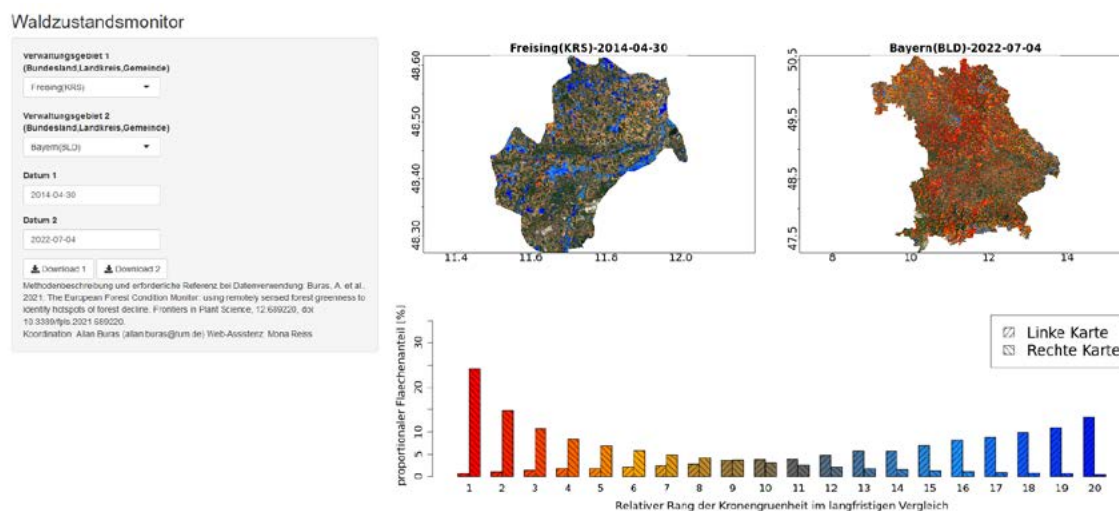 Waldzustandsmonitor
Verwaltungsgebiet 1
(Bundesland,Landkreis,Gemeinde)
Freising(KRS)
Verwaltungsgebiet 2
(Bundesland,Landkreis,Gemeinde)
Bayern(BLD)
Datum 1
2014-04-30
Datum 2
2022-07-04
Download 1
Download 2
Methodenbeschreibung und erforderliche Referenz bei Datenverwendung: Buras, A. et al.
2021. The European Forest Condition Monitor: using remotely sensed forest greenness to
identify hotspots of forest decline. Frontiers in Plant Science, 12:689220, doi
10.3389/fpls.2021.689220.
Koordination: Allan Buras (allan.buras@tum.de) Web-Assistenz: Mona Reiss
Freising(KRS)-2014-04-30
48.60
48.50
48.40
48.30
11.4 11.6 11.8 12.0
Bayern(BLD)-2022-07-04
50.5
49.5
48.5
47.5
8 10 12 14
proportionaler Flaechenanteil [%]
30
20
10
5
0
Linke Karte
Rechte Karte
1 2 3 4 5 6 7 8 9 10 11 12 13 14 15 16 17 18 19 20
Relativer Rang der Kronengruenheit im langfristigen Vergleich